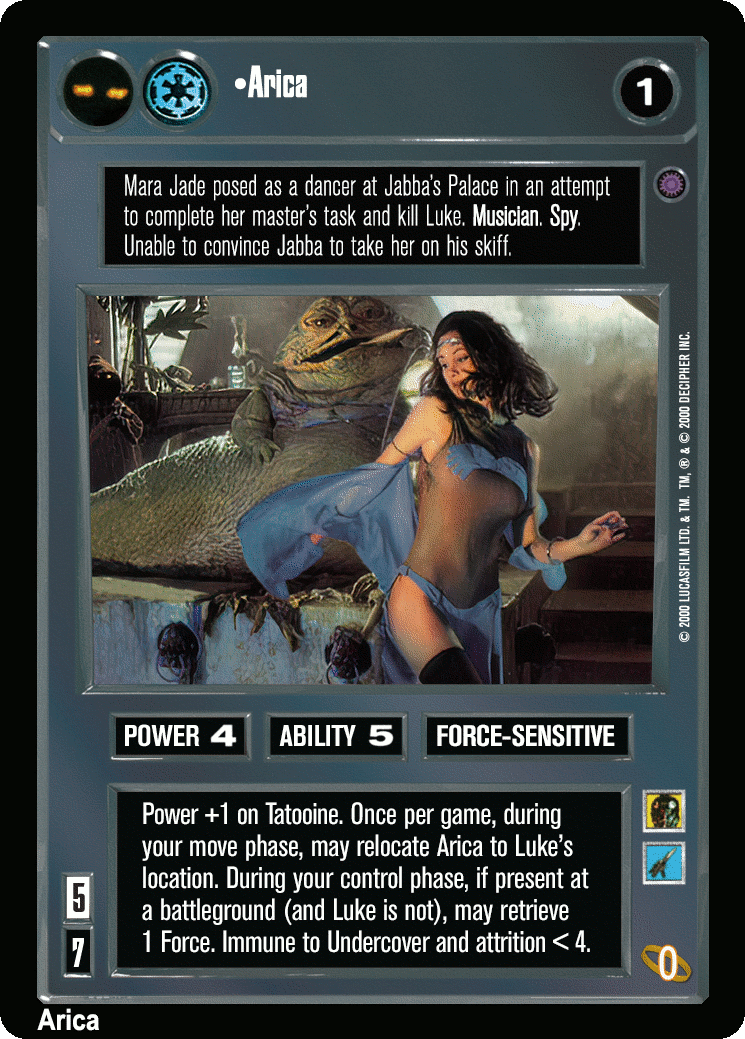 •Arica
1
Mara Jade posed as a dancer at Jabba's Palace in an attempt
to complete her master's task and kill Luke. Musician. Spy.
Unable to convince Jabba to take her on his skiff.
© 2000 LUCASFILM LTD. & TM. TM, ® & © 2000 DECIPHER INC.
POWER 4
ABILITY 5
FORCE-SENSITIVE
Power +1 on Tatooine. Once per game, during
your move phase, may relocate Arica to Luke's
location. During your control phase, if present at
a battleground (and Luke is not), may retrieve
1 Force. Immune to Undercover and attrition < 4.
5
7
0
Arica